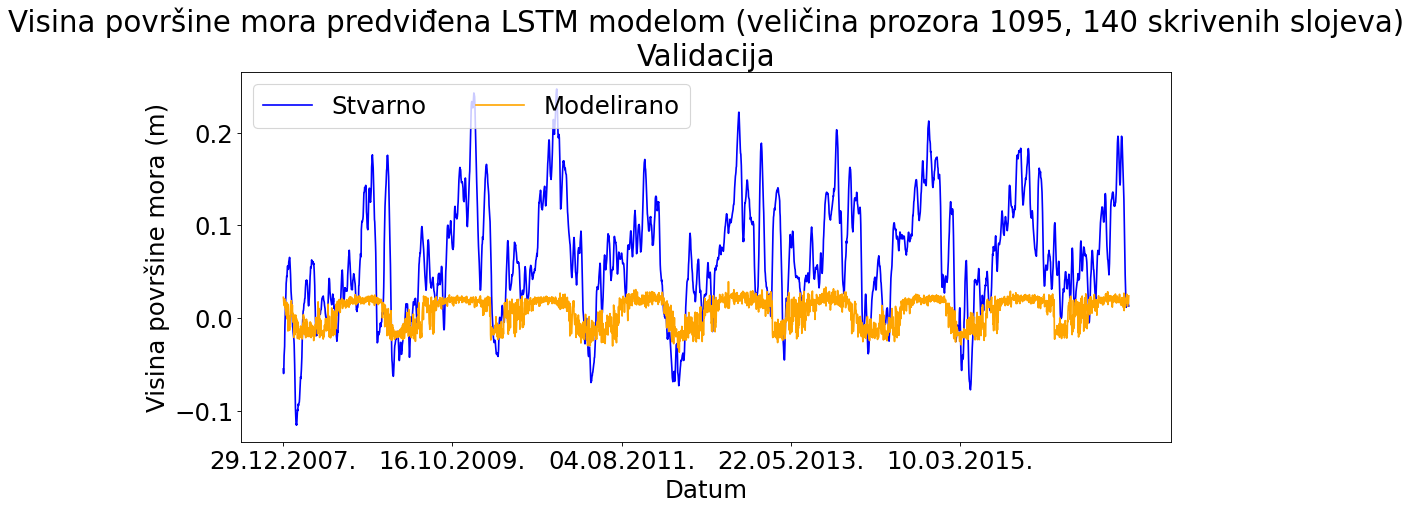 Visina površine mora predviđena LSTM modelom (veličina prozora 1095, 140 skrivenih slojeva)
Validacija
Stvarno Modelirano
Visina površine mora (m)
0.2
0.1
0.0
−0.1
29.12.2007. 16.10.2009. 04.08.2011. 22.05.2013. 10.03.2015.
Datum